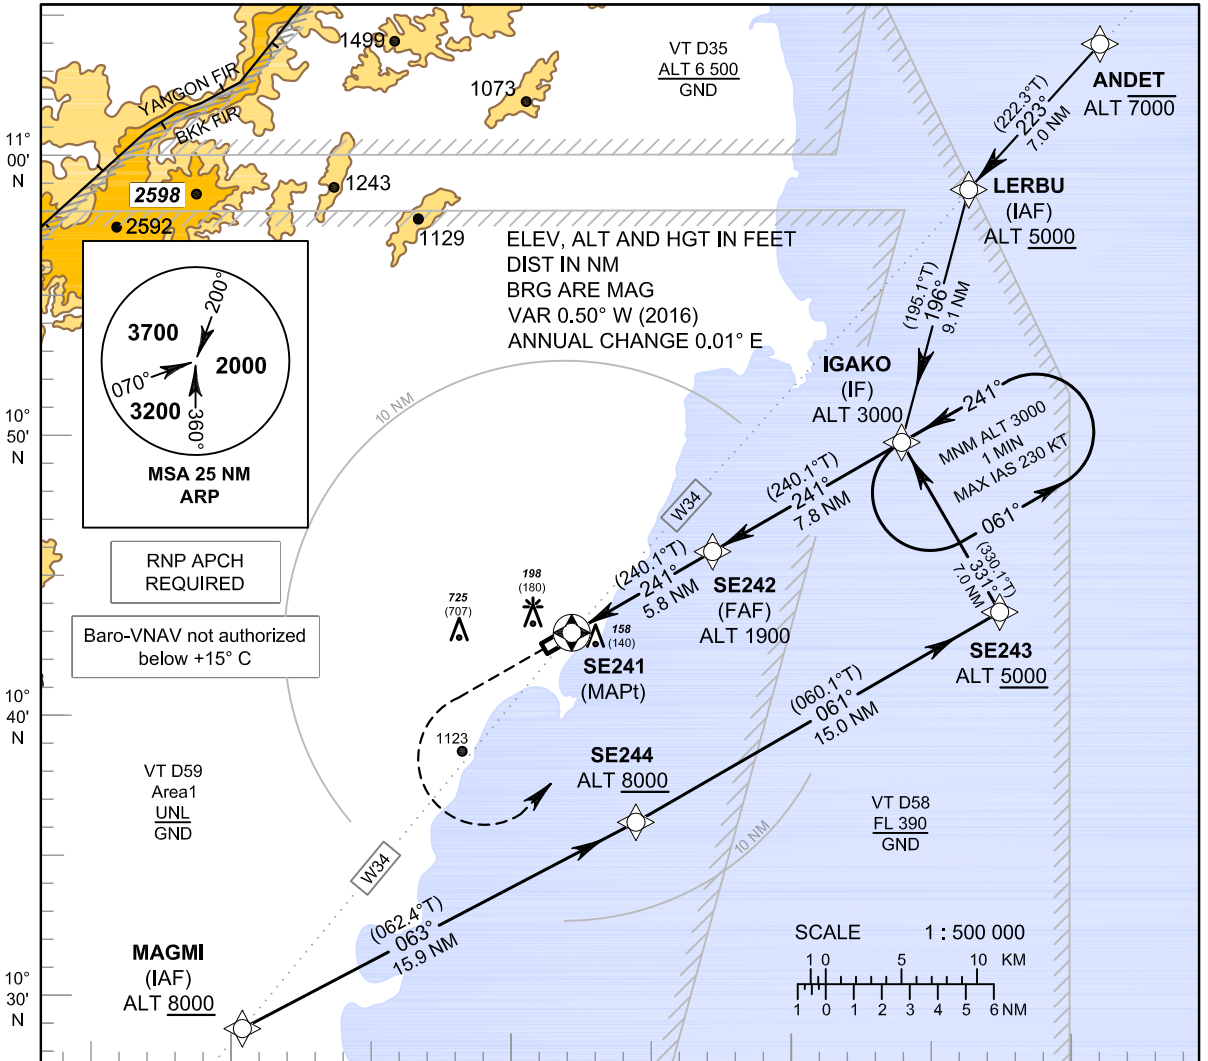 1499
1073
VT D35
ALT 6 500
GND
ANDET
ALT 7000
(222.3°T)
223°
7.0 NM
YANGON FIR
BKK FIR
11°
00'
N
2598
2592
1243
1129
LERBU
(IAF)
ALT 5000
ELEV, ALT AND HGT IN FEET
DIST IN NM
BRG ARE MAG
VAR 0.50° W (2016)
ANNUAL CHANGE 0.01° E
(195.1°T)
196°
9.1 NM
3700
200°
2000
070°
3200
360°
MSA 25 NM
ARP
10 NM
IGAKO
(IF)
ALT 3000
241°
MNM ALT 3000
1 MIN
MAX IAS 230 KT
061°
10°
50'
N
(240.1°T)
241°
7.8 NM
W34
RNP APCH
REQUIRED
Baro-VNAV not authorized
below +15° C
(240.1°T)
241°
5.8 NM
SE242
(FAF)
ALT 1900
(330.1°T)
331°
7.0 NM
725
(707)
198
(180)
158
(140)
SE241
(MAPt)
SE243
ALT 5000
10°
40'
N
(060.1°T)
061°
15.0 NM
1123
SE244
ALT 8000
VT D59
Area1
UNL
GND
VT D58
FL 390
GND
10 NM
W34
(062.4°T)
063°
15.9 NM
MAGMI
(IAF)
ALT 8000
10°
30'
N
SCALE 1 : 500 000
1 0 5 10 KM
1 0 1 2 3 4 5 6 NM